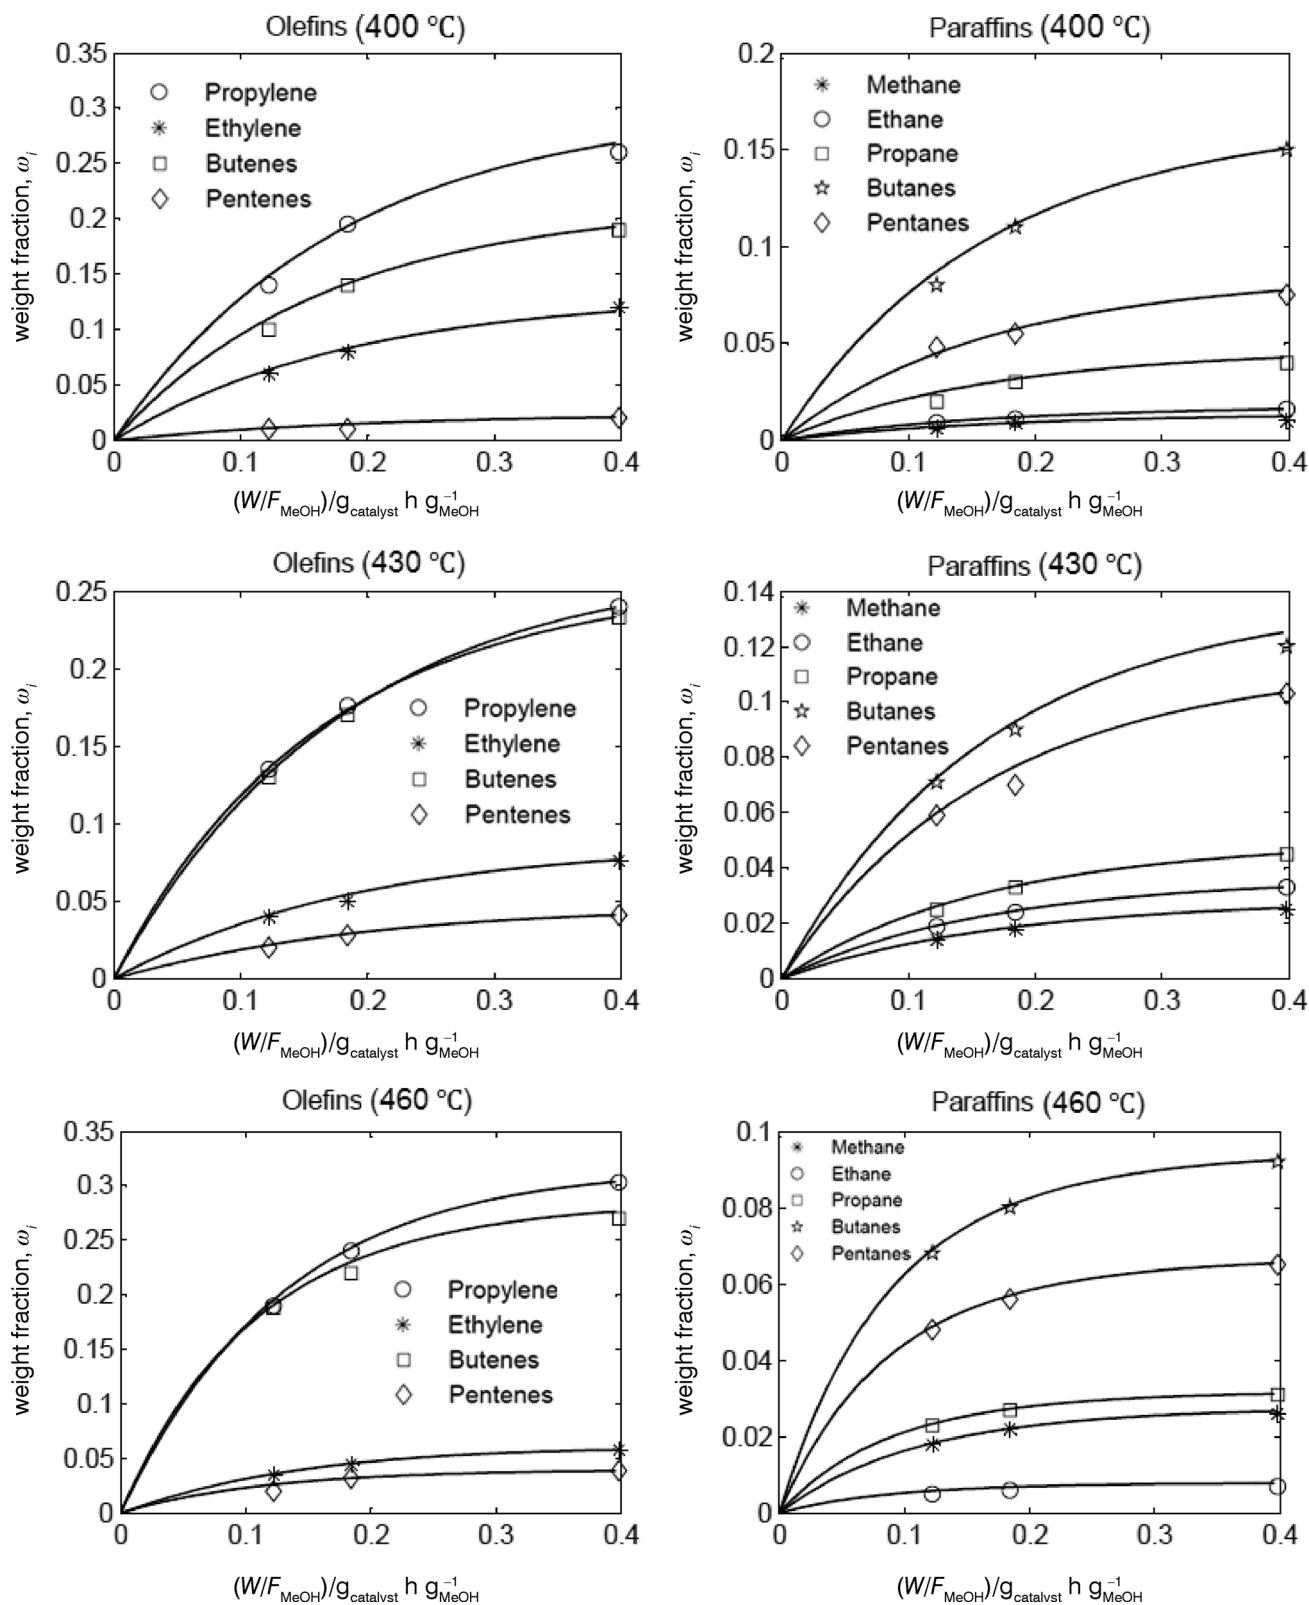 Olefins (400 °C)
0.35
0.3
0.25
0.2
0.15
0.1
0.05
0
Propylene
Ethylene
Butenes
Pentenes
weight fraction, ωi
0 0.1 0.2 0.3 0.4
(W/FMeOH)/gcatalyst h g−1MeOH
Paraffins (400 °C)
0.2
0.15
0.1
0.05
0
Methane
Ethane
Propane
Butanes
Pentanes
weight fraction, ωi
0 0.1 0.2 0.3 0.4
(W/FMeOH)/gcatalyst h g−1MeOH
Olefins (430 °C)
0.25
0.2
0.15
0.1
0.05
0
Propylene
Ethylene
Butenes
Pentenes
weight fraction, ωi
0 0.1 0.2 0.3 0.4
(W/FMeOH)/gcatalyst h g−1MeOH
Paraffins (430 °C)
0.14
0.12
0.1
0.08
0.06
0.04
0.02
0
Methane
Ethane
Propane
Butanes
Pentanes
weight fraction, ωi
0 0.1 0.2 0.3 0.4
(W/FMeOH)/gcatalyst h g−1MeOH
Olefins (460 °C)
0.35
0.3
0.25
0.2
0.15
0.1
0.05
0
Propylene
Ethylene
Butenes
Pentenes
weight fraction, ωi
0 0.1 0.2 0.3 0.4
(W/FMeOH)/gcatalyst h g−1MeOH
Paraffins (460 °C)
0.1
0.08
0.06
0.04
0.02
0
Methane
Ethane
Propane
Butanes
Pentanes
weight fraction, ωi
0 0.1 0.2 0.3 0.4
(W/FMeOH)/gcatalyst h g−1MeOH